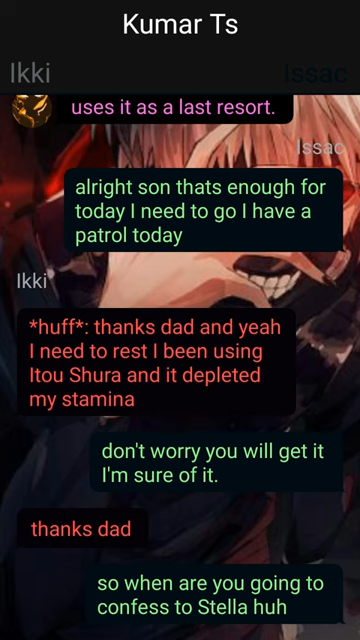 Kumar Ts
Ikki
Issac
uses it as a last resort.
Issac
alright son thats enough for
today I need to go I have a
patrol today
Ikki
*huff*: thanks dad and yeah
I need to rest I been using
Itou Shura and it depleted
my stamina
don't worry you will get it
I'm sure of it.
thanks dad
so when are you going to
confess to Stella huh